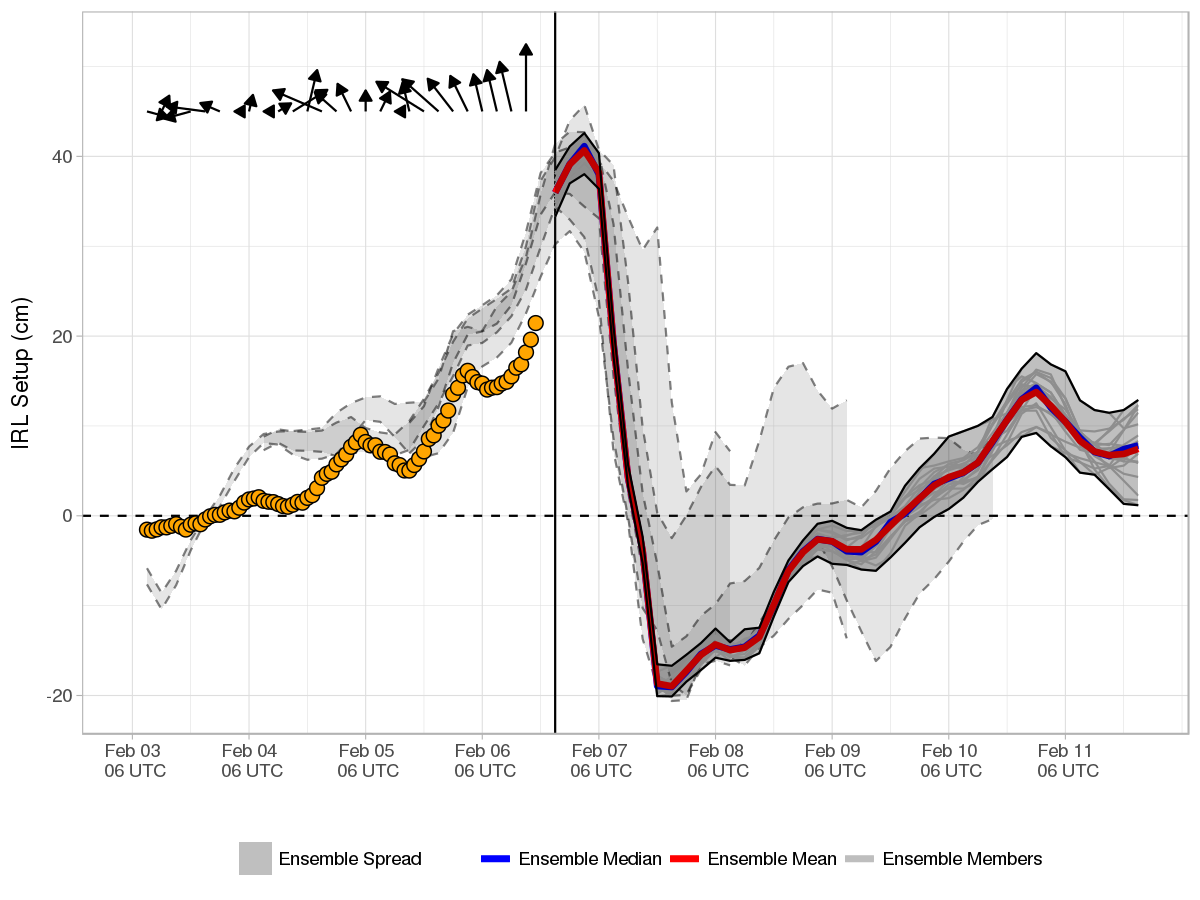 IRL Setup (cm)
40
20
0
-20
Feb 03 Feb 04 Feb 05 Feb 06 Feb 07 Feb 08 Feb 09 Feb 10 Feb 11
06 UTC 06 UTC 06 UTC 06 UTC 06 UTC 06 UTC 06 UTC 06 UTC 06 UTC
Ensemble Spread Ensemble Median Ensemble Mean Ensemble Members